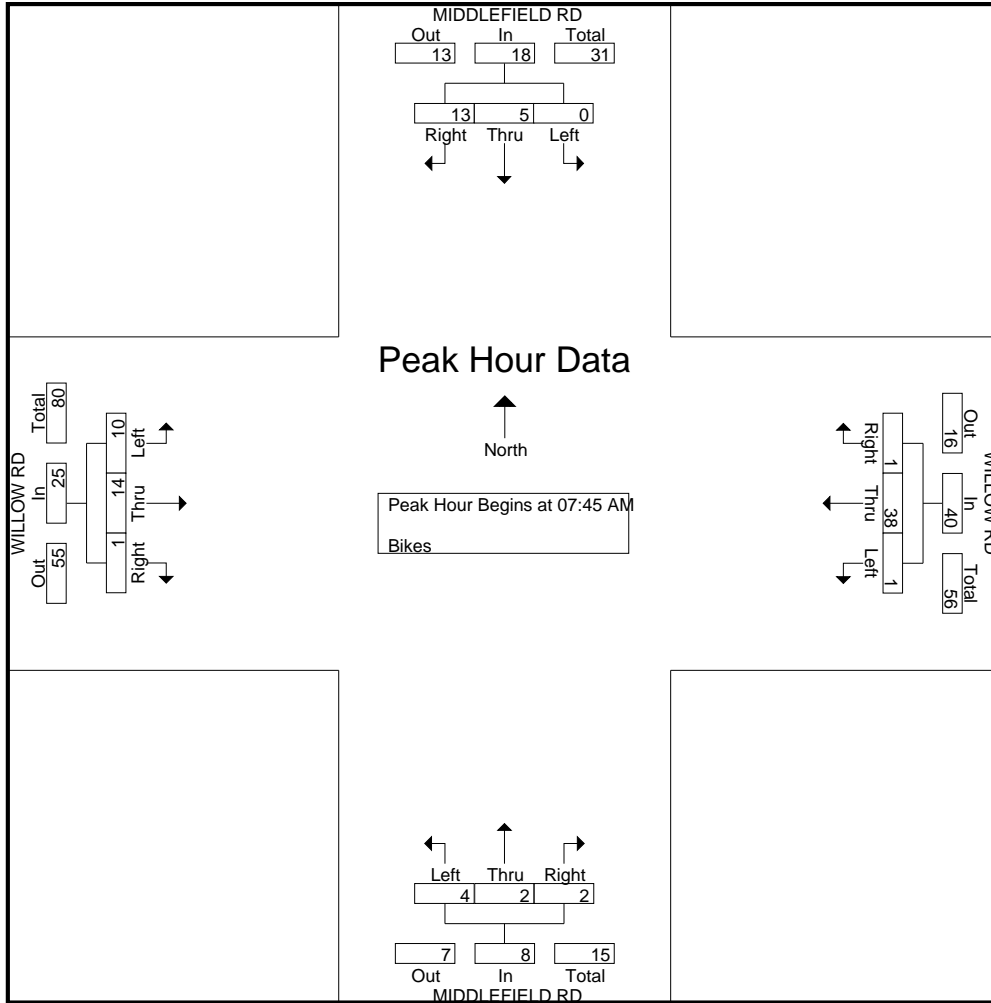 MIDDLEFIELD RD
Out In Total
13 18 31
13 5 0
Right Thru Left
Peak Hour Data
North
Peak Hour Begins at 07:45 AM
Bikes
WILLOW RD
Total In Out
80 25 55
10 14 1
Left Thru Right
WILLOW RD
Out In Total
16 40 56
1 38 1
Right Thru Left
Left Thru Right
4 2 2
7 8 15
Out In Total
MIDDLEFIELD RD